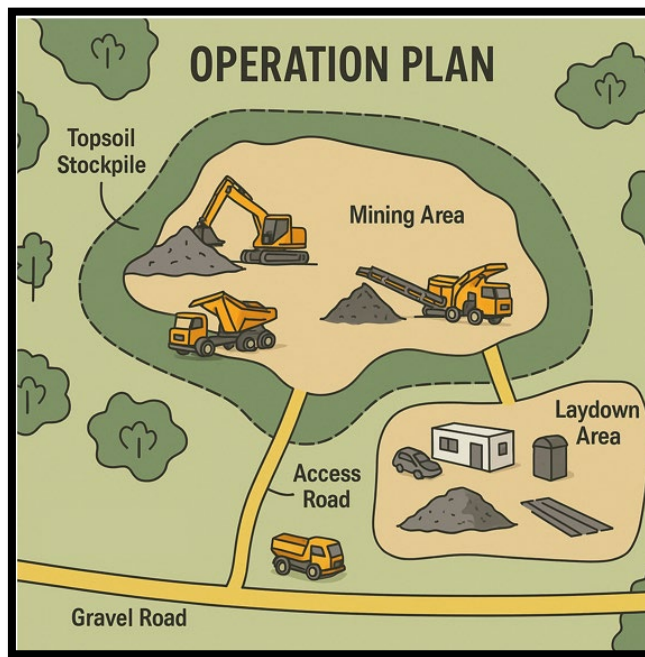 OPERATION PLAN
Topsoil
Stockpile
Mining Area
Laydown
Area
Access
Road
Gravel Road